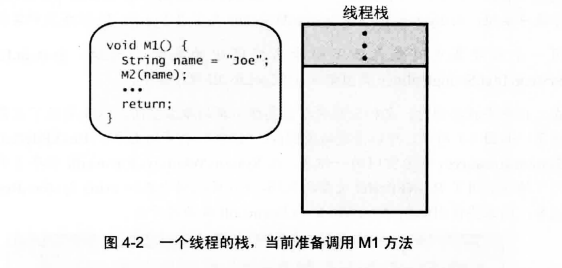 线程栈
void M1() {
String name = "Joe";
M2(name);
•••
return;
}
图 4-2 一个线程的栈，当前准备调用 M1 方法